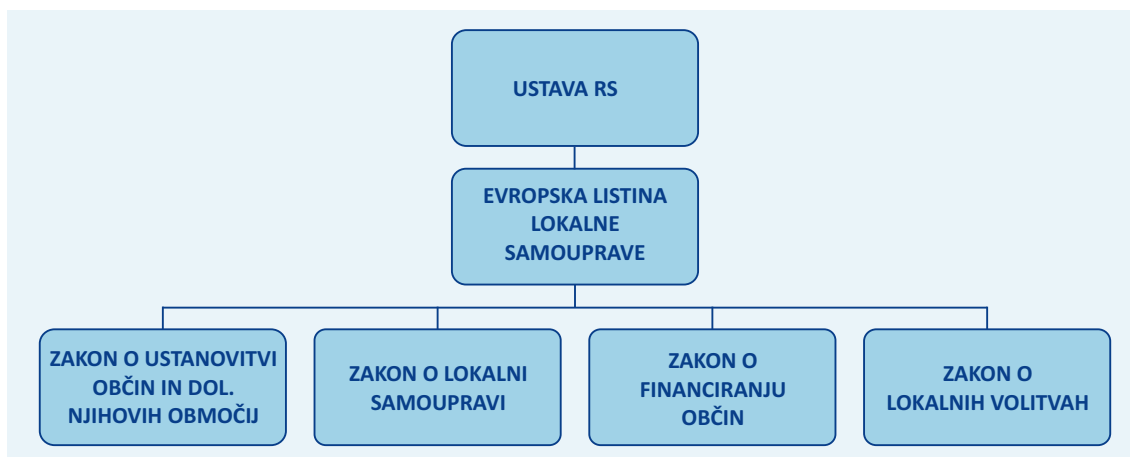 USTAVA RS
EVROPSKA LISTINA
LOKALNE
SAMOUPRAVE
ZAKON O USTANOVITVI
OBČIN IN DOL.
NJIHOVIH OBMOČIJ
ZAKON O LOKALNI
SAMOUPRAVI
ZAKON O
FINANCIRANJU
OBČIN
ZAKON O
LOKALNIH VOLITVAH